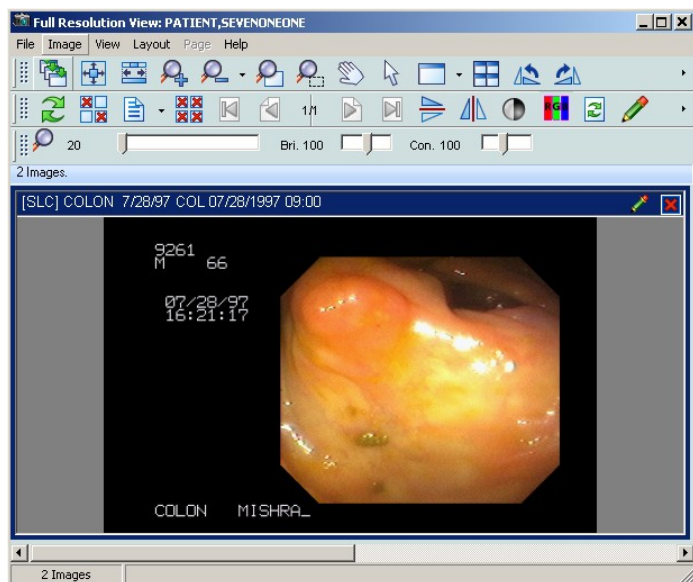 Full Resolution View: PATIENT,SEVENONEONE
File Image View Layout Page Help
1/1
RGB
20 Bri. 100 Con. 100
2 Images.
[SLC] COLON 7/28/97 COL 07/28/1997 09:00
9261
M 66
07/28/97
16:21:17
COLON MISHRA_
2 Images